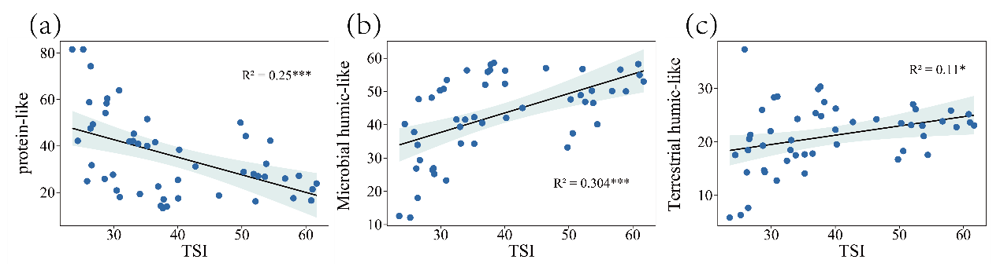 (a)
protein-like
80
60
40
20
R² = 0.25***
30
40
50
60
TSI
(b)
Microbial humic-like
60
50
40
30
20
10
R² = 0.304***
30
40
50
60
TSI
(c)
Terrestrial humic-like
30
20
10
R² = 0.11*
30
40
50
60
TSI